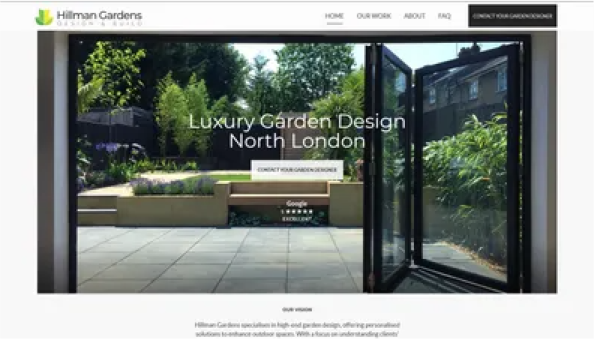 Hillman Gardens
DESIGN & BUILD
HOME OUR WORK ABOUT FAQ CONTACT YOUR GARDEN DESIGNER
Luxury Garden Design
North London
CONTACT YOUR GARDEN DESIGNER
Google
EXCELLENT
OUR VISION
Hillman Gardens specialises in high-end garden design, offering personalised
solutions to enhance outdoor spaces. With a focus on understanding clients'